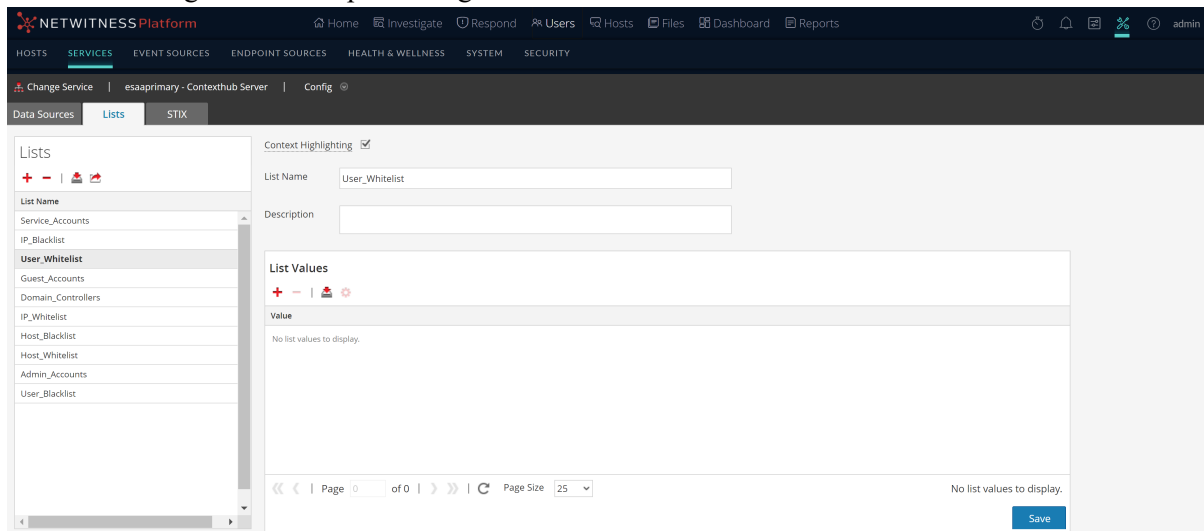 NETWITNESS Platform Home Investigate Respond Users Hosts Files Dashboard Reports admin
HOSTS SERVICES EVENT SOURCES ENDPOINT SOURCES HEALTH & WELLNESS SYSTEM SECURITY
Change Service | esaaprimary - Contexthub Server | Config
Data Sources Lists STIX
Lists
List Name
Service_Accounts
IP_Blacklist
User_Whitelist
Guest_Accounts
Domain_Controllers
IP_Whitelist
Host_Blacklist
Host_Whitelist
Admin_Accounts
User_Blacklist
Context Highlighting
List Name User_Whitelist
Description
List Values
Value
No list values to display.
Page 0 of 0 Page Size 25 No list values to display.
Save